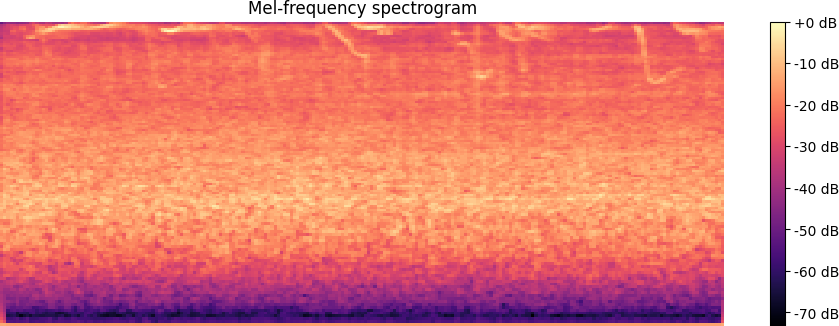 Mel-frequency spectrogram
+0 dB
-10 dB
-20 dB
-30 dB
-40 dB
-50 dB
-60 dB
-70 dB